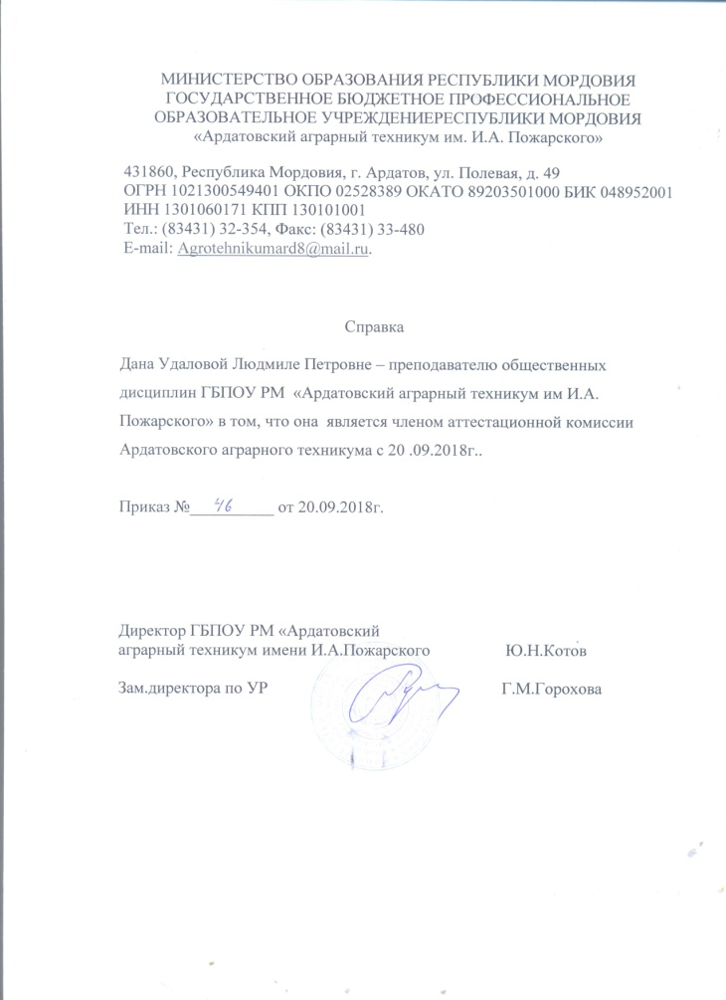 МИНИСТЕРСТВО ОБРАЗОВАНИЯ РЕСПУБЛИКИ МОРДОВИЯ
ГОСУДАРСТВЕННОЕ БЮДЖЕТНОЕ ПРОФЕССИОНАЛЬНОЕ
ОБРАЗОВАТЕЛЬНОЕ УЧРЕЖДЕНИЕРЕСПУБЛИКИ МОРДОВИЯ
«Ардатовский аграрный техникум им. И.А. Пожарского»
431860, Республика Мордовия, г. Ардатов, ул. Полевая, д. 49
ОГРН 1021300549401 ОКПО 02528389 ОКАТО 89203501000 БИК 048952001
ИНН 1301060171 КПП 130101001
Тел.: (83431) 32-354, Факс: (83431) 33-480
E-mail: Agrotehnikumard8@mail.ru.
Справка
Дана Удаловой Людмиле Петровне – преподавателю общественных
дисциплин ГБПОУ РМ «Ардатовский аграрный техникум им И.А.
Пожарского» в том, что она является членом аттестационной комиссии
Ардатовского аграрного техникума с 20 .09.2018г..
Приказ №__46__ от 20.09.2018г.
Директор ГБПОУ РМ «Ардатовский
аграрный техникум имени И.А.Пожарского Ю.Н.Котов
Зам.директора по УР Г.М.Горохова